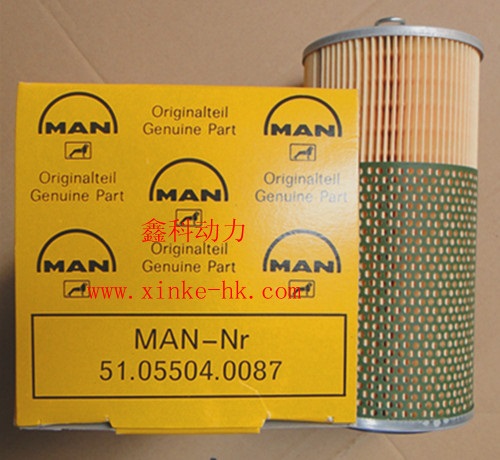 MAN
Originalteil
Genuine Part
MAN
Originalteil
Genuine Part
MAN
Originalteil
Genuine Part
MAN
Originalteil
Genuine Part
MAN
鑫科动力
www.xinke-hk.com
MAN-Nr
51.05504.0087